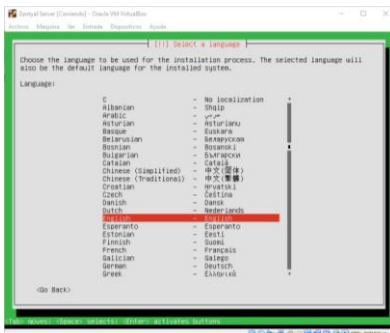 Zentyal Server [Corriendo] - Oracle VM VirtualBox
Archivo Máquina Ver Entrada Dispositivos Ayuda
[!!] Select a language
Choose the language to be used for the installation process. The selected language will
also be the default language for the installed system.
Language:
C - No localization
Albanian - Shqip
Arabic - عربي
Asturian - Asturianu
Basque - Euskara
Belarusian - Беларуская
Bosnian - Bosanski
Bulgarian - Български
Catalan - Català
Chinese (Simplified) - 中文(简体)
Chinese (Traditional) - 中文(繁體)
Croatian - Hrvatski
Czech - Čeština
Danish - Dansk
Dutch - Nederlands
English - English
Esperanto - Esperanto
Estonian - Eesti
Finnish - Suomi
French - Français
Galician - Galego
German - Deutsch
Greek - Ελληνικά
<Go Back>
<Tab> moves; <Space> selects; <Enter> activates buttons